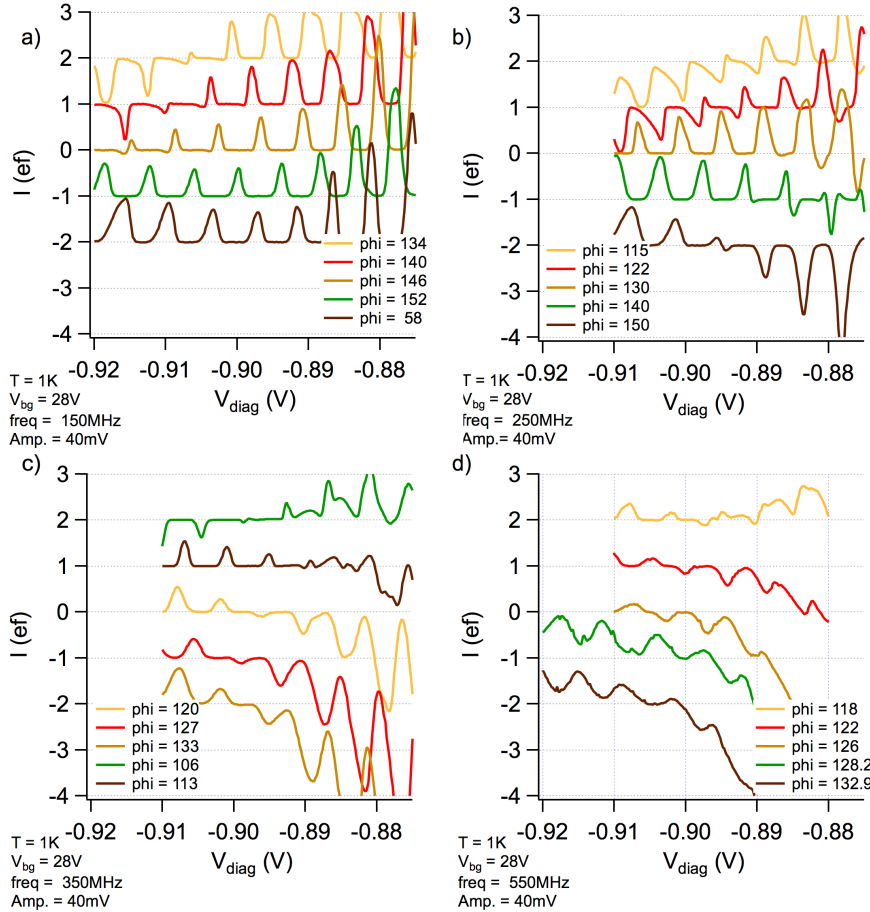 a)
3
2
1
0
-1
-2
-3
-4
I (ef)
phi = 134
phi = 140
phi = 146
phi = 152
phi = 58
-0.92 -0.91 -0.90 -0.89 -0.88
V_diag (V)
T = 1K
V_bg = 28V
freq = 150MHz
Amp. = 40mV
b)
3
2
1
0
-1
-2
-3
-4
I (ef)
phi = 115
phi = 122
phi = 130
phi = 140
phi = 150
-0.92 -0.91 -0.90 -0.89 -0.88
V_diag (V)
T = 1K
V_bg = 28V
freq = 250MHz
Amp.= 40mV
c)
3
2
1
0
-1
-2
-3
-4
I (ef)
phi = 120
phi = 127
phi = 133
phi = 106
phi = 113
-0.92 -0.91 -0.90 -0.89 -0.88
V_diag (V)
T = 1K
V_bg = 28V
freq = 350MHz
Amp. = 40mV
d)
3
2
1
0
-1
-2
-3
-4
I (ef)
phi = 118
phi = 122
phi = 126
phi = 128.2
phi = 132.9
-0.92 -0.91 -0.90 -0.89 -0.88
V_diag (V)
T = 1K
V_bg = 28V
freq = 550MHz
Amp. = 40mV